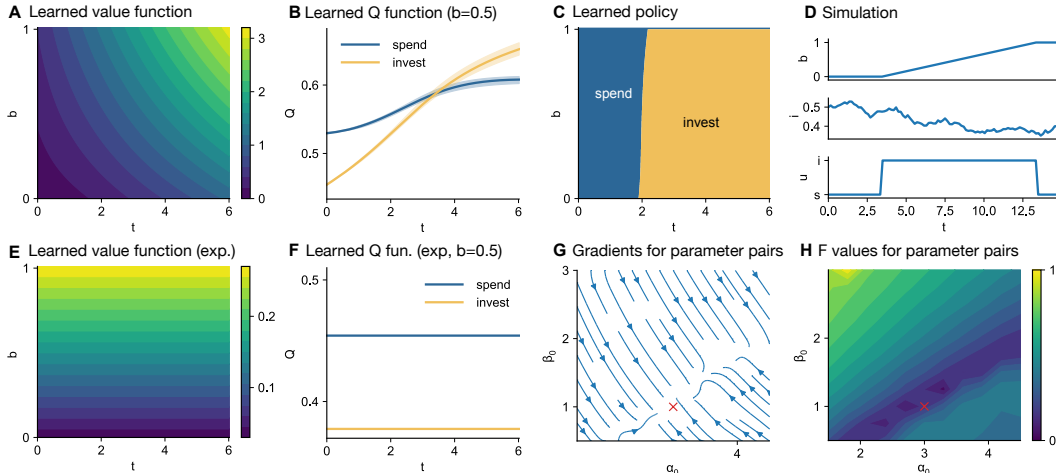 A Learned value function
1
b
0
0 2 4 6
t
3
2
1
0
B Learned Q function (b=0.5)
spend
invest
Q
0.6
0.5
0 2 4 6
t
C Learned policy
1
b
0
spend
invest
0 2 4 6
t
D Simulation
b
1
0
i
0.5
0.4
u
i
s
0.0 2.5 5.0 7.5 10.0 12.5
t
E Learned value function (exp.)
1
b
0
0 2 4 6
t
0.2
0.1
F Learned Q fun. (exp, b=0.5)
0.5
spend
invest
Q
0.4
0 2 4 6
t
G Gradients for parameter pairs
3
2
β₀
1
4
α₀
H F values for parameter pairs
3
2
β₀
1
2 3 4
α₀
1
0